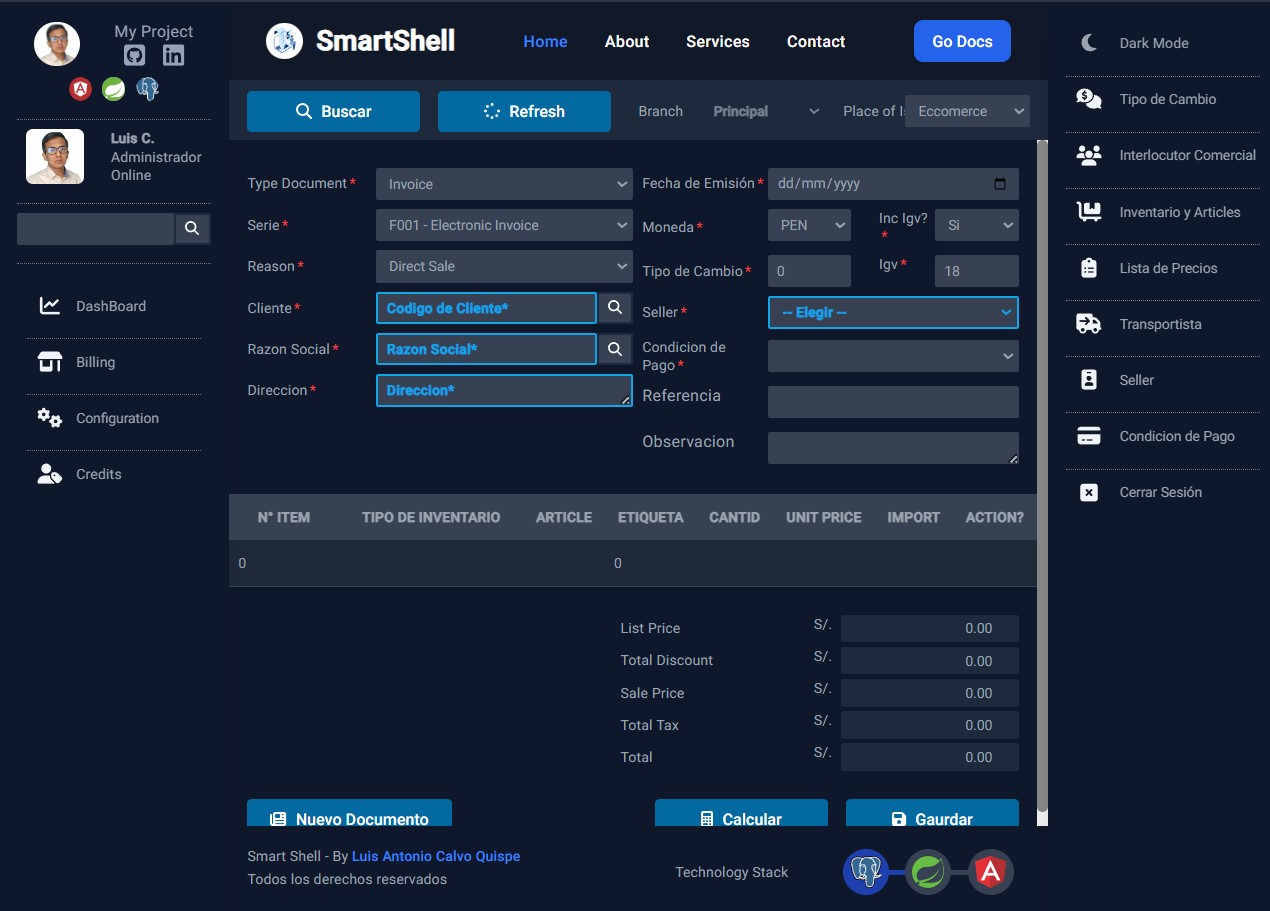 My Project
Luis C.
Administrador
Online
DashBoard
Billing
Configuration
Credits
SmartShell
Home About Services Contact Go Docs
Buscar Refresh Branch Principal Place of Eccomerce
Type Document* Invoice Fecha de Emisión* dd/mm/yyyy
Serie* F001 - Electronic Invoice Moneda* PEN Inc Igv?* Si
Reason* Direct Sale Tipo de Cambio* 0 Igv* 18
Cliente* Codigo de Cliente* Seller* -- Elegir --
Razon Social* Razon Social* Condicion de
Pago*
Direccion* Direccion* Referencia
Observacion
N° ITEM TIPO DE INVENTARIO ARTICLE ETIQUETA CANTID UNIT PRICE IMPORT ACTION?
0 0
List Price S/. 0.00
Total Discount S/. 0.00
Sale Price S/. 0.00
Total Tax S/. 0.00
Total S/. 0.00
Nuevo Documento Calcular Gaurdar
Smart Shell - By Luis Antonio Calvo Quispe
Todos los derechos reservados
Technology Stack
Dark Mode
Tipo de Cambio
Interlocutor Comercial
Inventario y Articles
Lista de Precios
Transportista
Seller
Condicion de Pago
Cerrar Sesión